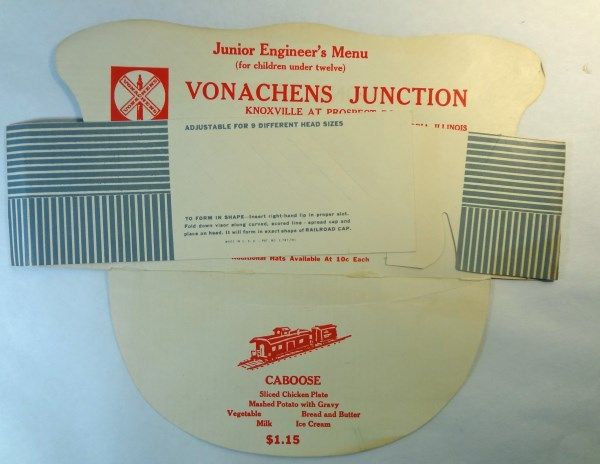 Junior Engineer's Menu
(for children under twelve)
VONACHENS JUNCTION
KNOXVILLE AT PROSPECT
ILLINOIS
ADJUSTABLE FOR 9 DIFFERENT HEAD SIZES
TO FORM IN SHAPE—Insert right-hand lip in proper slot.
Fold down visor along curved, scored line - spread cap and
place on head. It will form in exact shape of RAILROAD CAP.
MADE IN U. S. A.
Hats Available At 10c Each
CABOOSE
Sliced Chicken Plate
Mashed Potato with Gravy
Vegetable Bread and Butter
Milk Ice Cream
$1.15